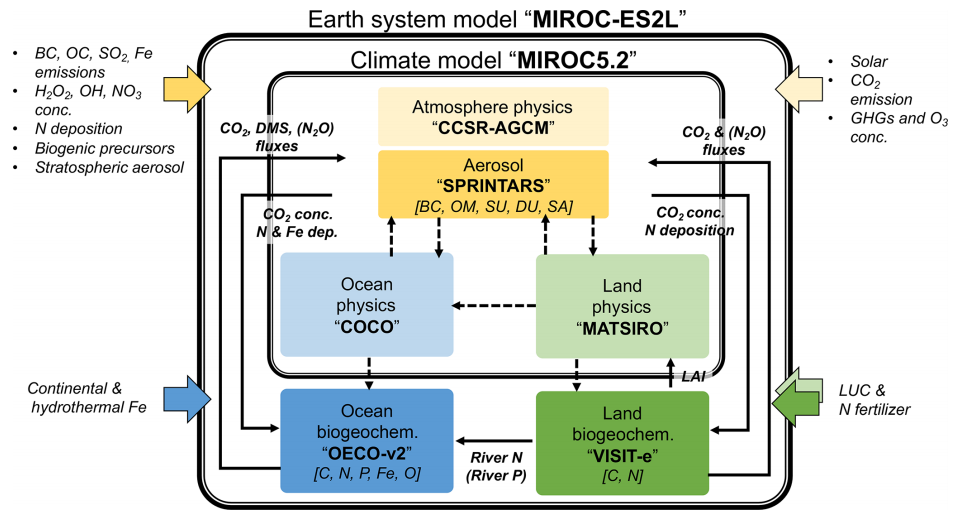 Earth system model “MIROC-ES2L”
Climate model “MIROC5.2”
• BC, OC, SO2, Fe
emissions
• H2O2, OH, NO3
conc.
• N deposition
• Biogenic precursors
• Stratospheric aerosol
• Solar
• CO2
emission
• GHGs and O3
conc.
Atmosphere physics
“CCSR-AGCM”
CO2, DMS, (N2O)
fluxes
CO2 & (N2O)
fluxes
Aerosol
“SPRINTARS”
[BC, OM, SU, DU, SA]
CO2 conc.
N & Fe dep.
CO2 conc.
N deposition
Ocean
physics
“COCO”
Land
physics
“MATSIRO”
LAI
Continental &
hydrothermal Fe
LUC &
N fertilizer
Ocean
biogeochem.
“OECO-v2”
[C, N, P, Fe, O]
River N
(River P)
Land
biogeochem.
“VISIT-e”
[C, N]